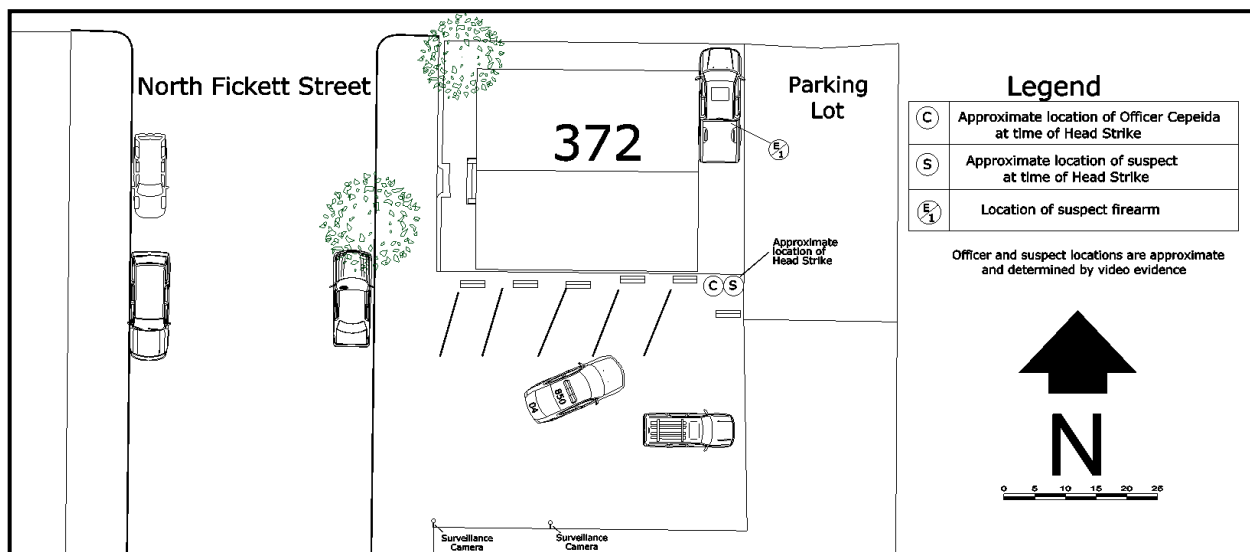 North Fickett Street
372
E/1
Parking
Lot
Legend
C
Approximate location of Officer Cepeida
at time of Head Strike
S
Approximate location of suspect
at time of Head Strike
E/1
Location of suspect firearm
Officer and suspect locations are approximate
and determined by video evidence
Approximate
location of
Head Strike
C S
04 850
N
0 5 10 15 20 25
Surveillance
Camera
Surveillance
Camera